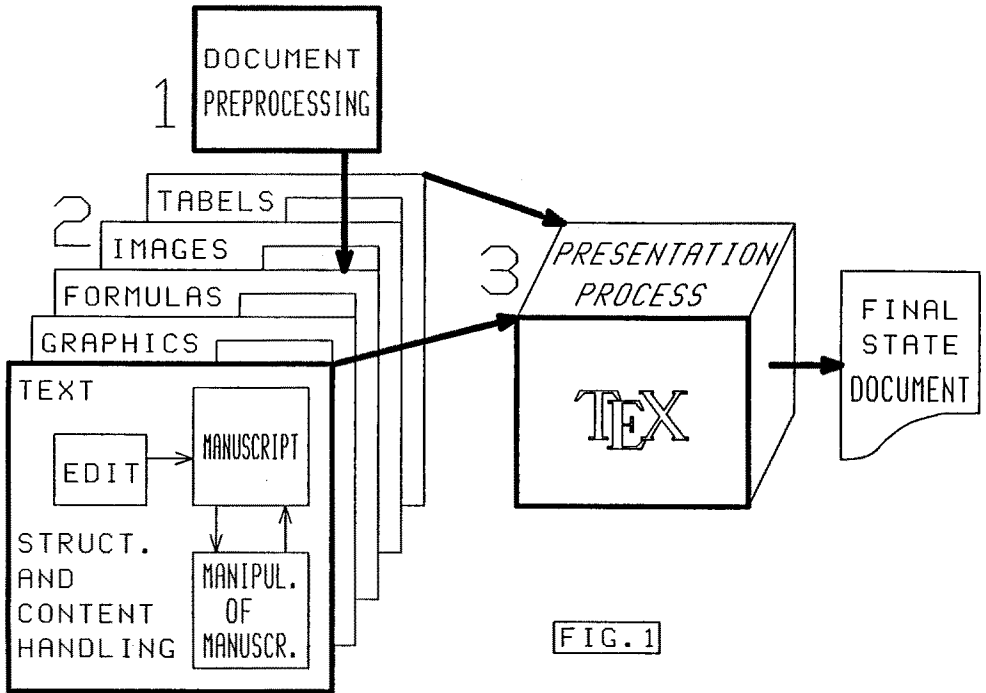 1
DOCUMENT
PREPROCESSING
2
TABELS
IMAGES
FORMULAS
GRAPHICS
TEXT
EDIT
MANUSCRIPT
STRUCT.
AND
CONTENT
HANDLING
MANIPUL.
OF
MANUSCR.
3
PRESENTATION
PROCESS
TEX
FINAL
STATE
DOCUMENT
FIG.1